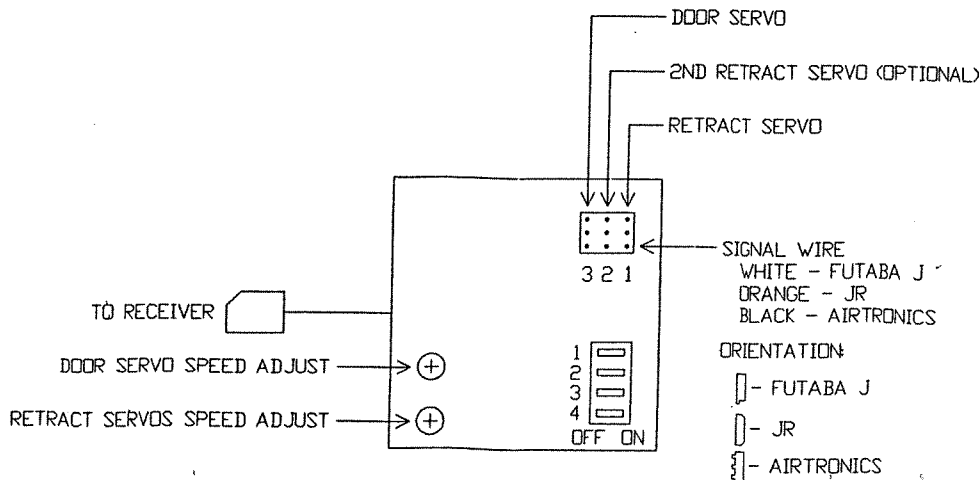 DOOR SERVO
2ND RETRACT SERVO (OPTIONAL)
RETRACT SERVO
3 2 1
SIGNAL WIRE
WHITE - FUTABA J
ORANGE - JR
BLACK - AIRTRONICS
TO RECEIVER
DOOR SERVO SPEED ADJUST
RETRACT SERVOS SPEED ADJUST
1
2
3
4
OFF ON
ORIENTATION:
- FUTABA J
- JR
- AIRTRONICS